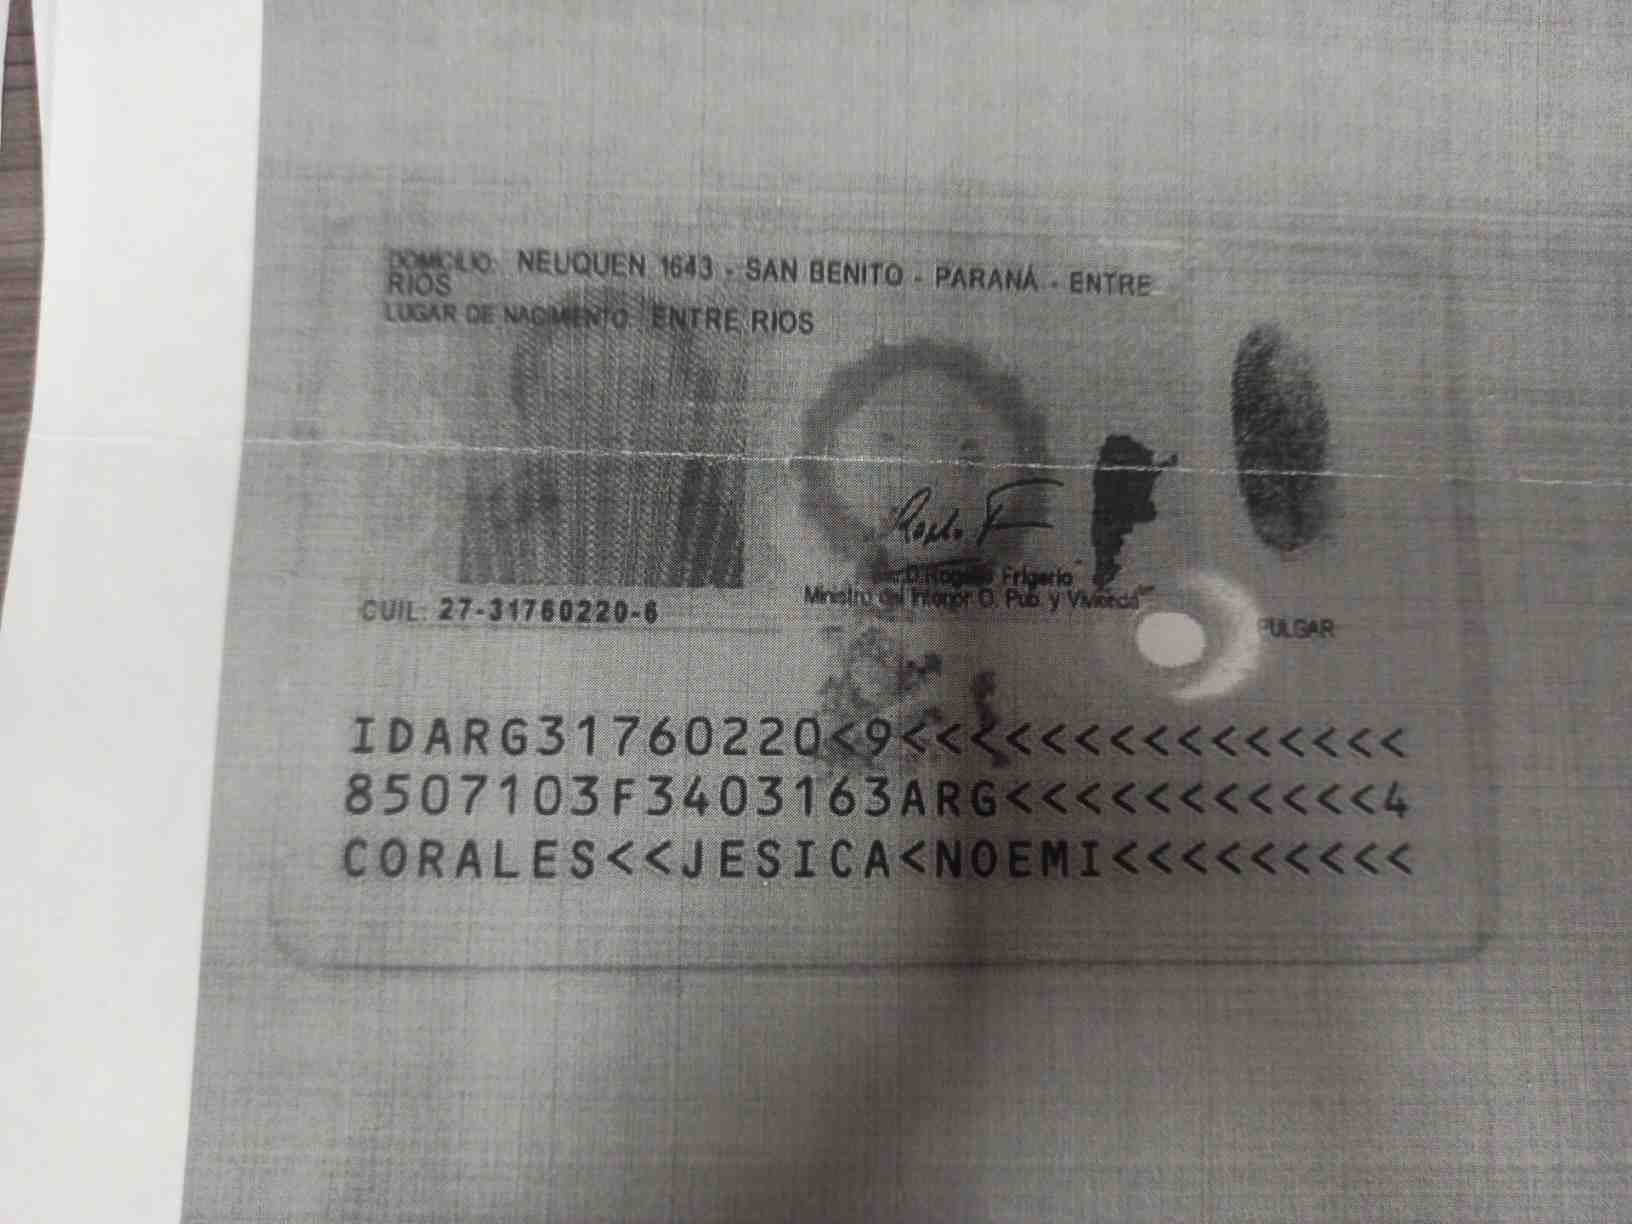 DOMICILIO: NEUQUEN 1643 - SAN BENITO - PARANÁ - ENTRE
RIOS
LUGAR DE NACIMIENTO: ENTRE RIOS
Frigerio
Ministro del Interior O. Pub. y Vivienda
CUIL: 27-31760220-6
PULGAR
IDARG31760220<9<<<<<<<<<<<<<<<
8507103F3403163ARG<<<<<<<<<<<4
CORALES<<JESICA<NOEMI<<<<<<<<<